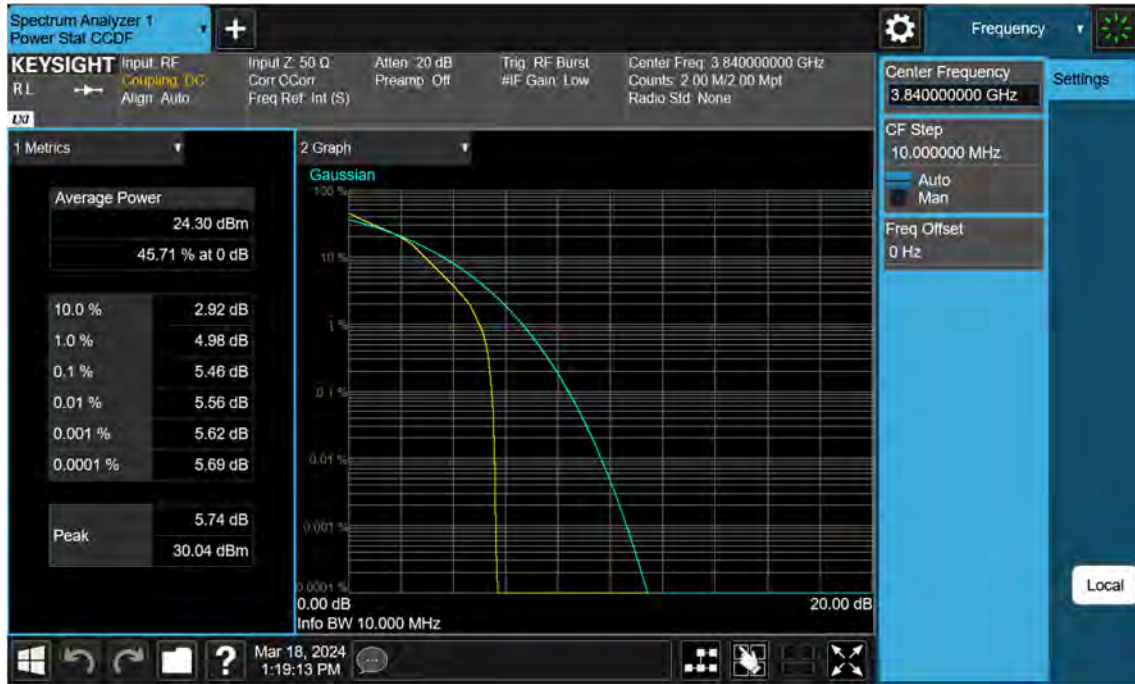 Spectrum Analyzer 1
Power Stat CCDF
Frequency
KEYSIGHT
RL
LXI
Input: RF
Coupling: DC
Align: Auto
Input Z: 50 Ω
Corr CCorr
Freq Ref: Int (S)
Atten: 20 dB
Preamp: Off
Trig: RF Burst
#IF Gain: Low
Center Freq: 3.840000000 GHz
Counts: 2.00 M/2.00 Mpt
Radio Std: None
Center Frequency
3.840000000 GHz
Settings
CF Step
10.000000 MHz
Auto
Man
Freq Offset
0 Hz
Local
1 Metrics
Average Power
24.30 dBm
45.71 % at 0 dB
10.0 % 2.92 dB
1.0 % 4.98 dB
0.1 % 5.46 dB
0.01 % 5.56 dB
0.001 % 5.62 dB
0.0001 % 5.69 dB
Peak
5.74 dB
30.04 dBm
2 Graph
Gaussian
100 %
10 %
1 %
0.1 %
0.01 %
0.001 %
0.0001 %
0.00 dB
20.00 dB
Info BW 10.000 MHz
?
Mar 18, 2024
1:19:13 PM